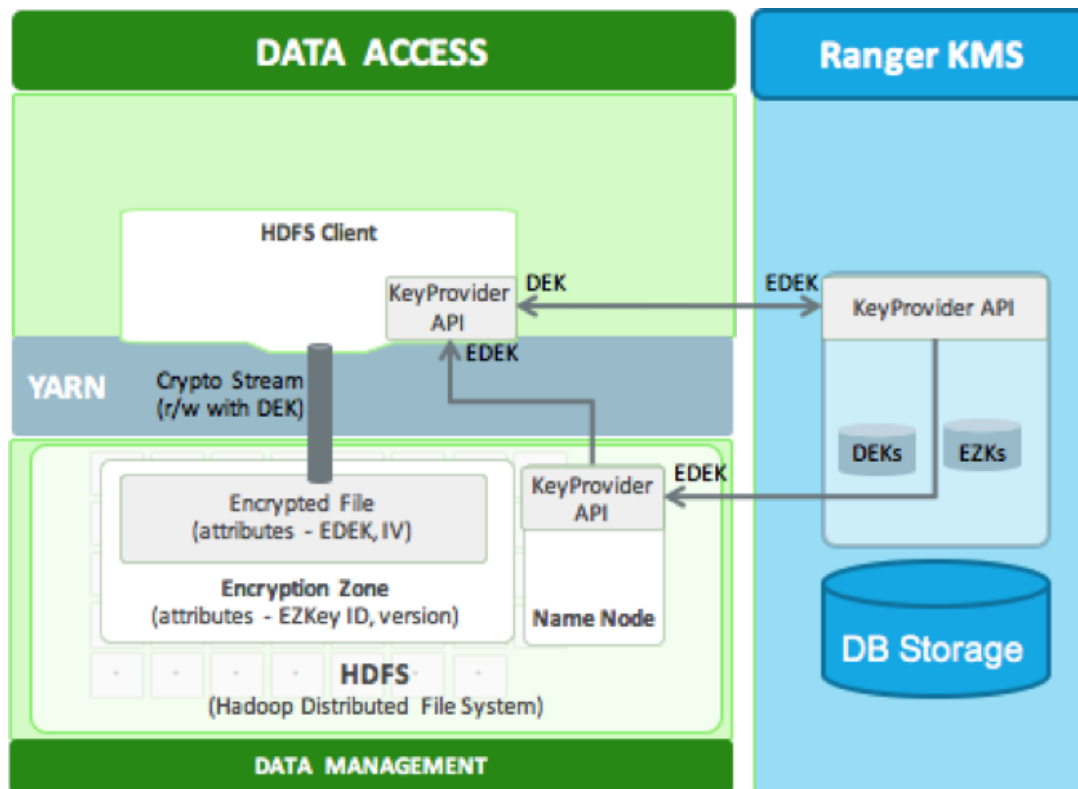 DATA ACCESS
Ranger KMS
HDFS Client
KeyProvider
API
DEK
EDEK
KeyProvider API
EDEK
YARN
Crypto Stream
(r/w with DEK)
DEKs
EZKs
Encrypted File
(attributes - EDEK, IV)
KeyProvider
API
EDEK
Encryption Zone
(attributes - EZKey ID, version)
Name Node
DB Storage
HDFS
(Hadoop Distributed File System)
DATA MANAGEMENT